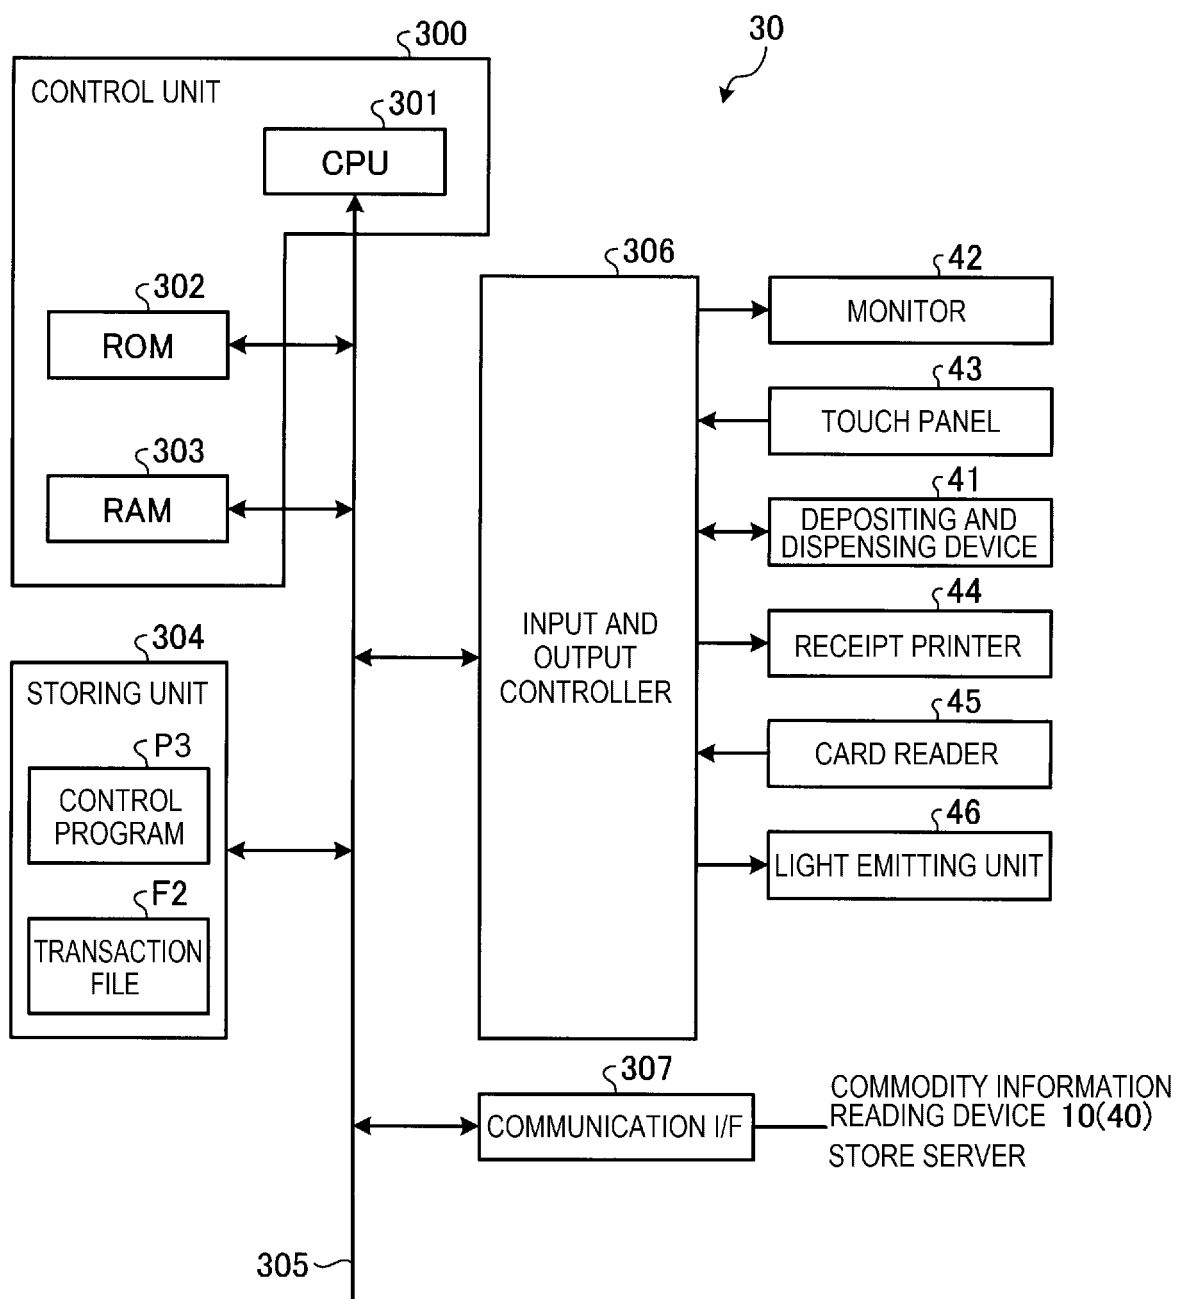 300
30
CONTROL UNIT
301
CPU
302
ROM
303
RAM
306
INPUT AND
OUTPUT
CONTROLLER
42
MONITOR
43
TOUCH PANEL
41
DEPOSITING AND
DISPENSING DEVICE
44
RECEIPT PRINTER
45
CARD READER
46
LIGHT EMITTING UNIT
304
STORING UNIT
P3
CONTROL
PROGRAM
F2
TRANSACTION
FILE
307
COMMUNICATION I/F
COMMODITY INFORMATION
READING DEVICE 10(40)
STORE SERVER
305